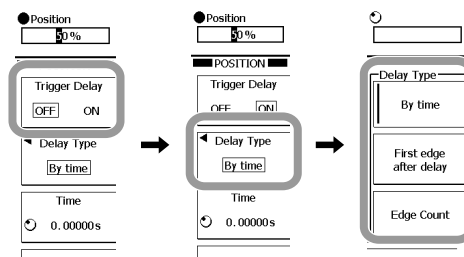 Position
50%
Trigger Delay
OFF ON
Delay Type
By time
Time
0.00000s
Position
50%
POSITION
Trigger Delay
OFF ON
Delay Type
By time
Time
0.00000s
Delay Type
By time
First edge
after delay
Edge Count